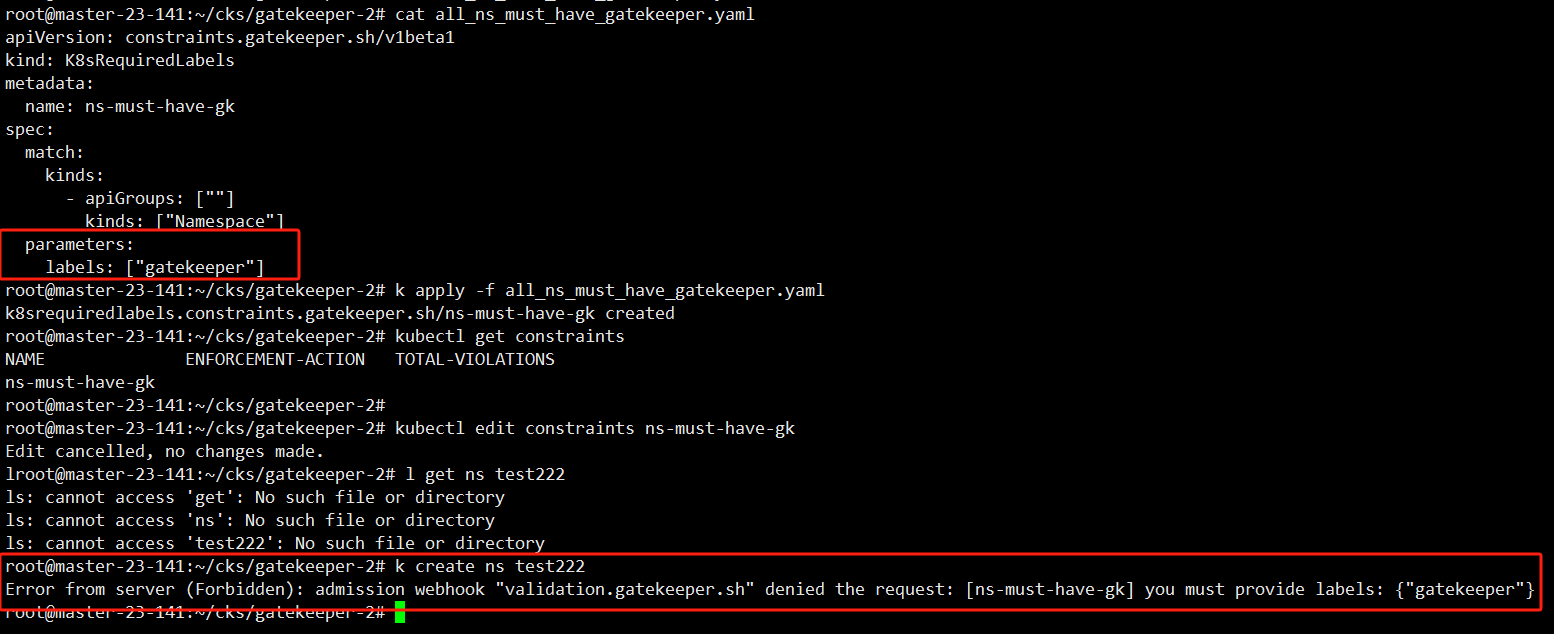 root@master-23-141:~/cks/gatekeeper-2# cat all_ns_must_have_gatekeeper.yaml
apiVersion: constraints.gatekeeper.sh/v1beta1
kind: K8sRequiredLabels
metadata:
  name: ns-must-have-gk
spec:
  match:
    kinds:
      - apiGroups: [""]
        kinds: ["Namespace"]
  parameters:
    labels: ["gatekeeper"]
root@master-23-141:~/cks/gatekeeper-2# k apply -f all_ns_must_have_gatekeeper.yaml
k8srequiredlabels.constraints.gatekeeper.sh/ns-must-have-gk created
root@master-23-141:~/cks/gatekeeper-2# kubectl get constraints
NAME              ENFORCEMENT-ACTION   TOTAL-VIOLATIONS
ns-must-have-gk
root@master-23-141:~/cks/gatekeeper-2#
root@master-23-141:~/cks/gatekeeper-2# kubectl edit constraints ns-must-have-gk
Edit cancelled, no changes made.
lroot@master-23-141:~/cks/gatekeeper-2# l get ns test222
ls: cannot access 'get': No such file or directory
ls: cannot access 'ns': No such file or directory
ls: cannot access 'test222': No such file or directory
root@master-23-141:~/cks/gatekeeper-2# k create ns test222
Error from server (Forbidden): admission webhook "validation.gatekeeper.sh" denied the request: [ns-must-have-gk] you must provide labels: {"gatekeeper"}
root@master-23-141:~/cks/gatekeeper-2#